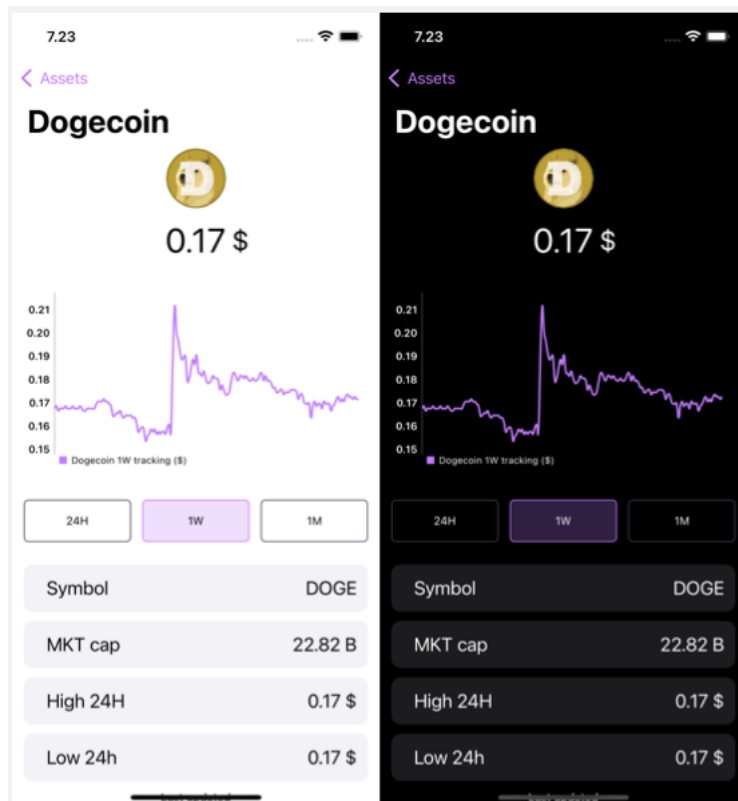 7.23
Assets
Dogecoin
0.17 $
0.21
0.20
0.19
0.18
0.17
0.16
0.15
Dogecoin 1W tracking ($)
24H 1W 1M
Symbol DOGE
MKT cap 22.82 B
High 24H 0.17 $
Low 24h 0.17 $
7.23
Assets
Dogecoin
0.17 $
0.21
0.20
0.19
0.18
0.17
0.16
0.15
Dogecoin 1W tracking ($)
24H 1W 1M
Symbol DOGE
MKT cap 22.82 B
High 24H 0.17 $
Low 24h 0.17 $